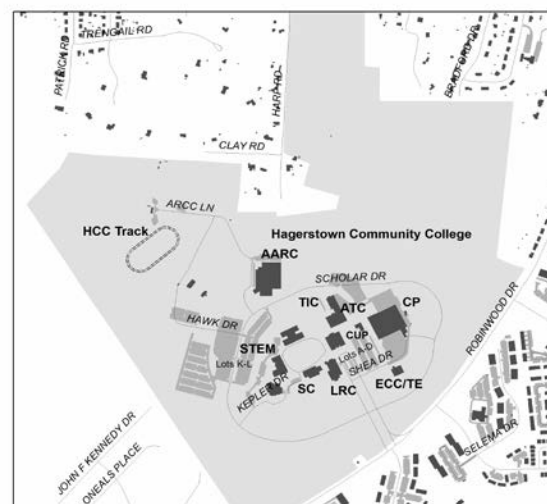 TRENGAIL RD
PATRICK RD
BRADFORD DR
HARP RD
CLAY RD
ARCC LN
HCC Track
Hagerstown Community College
AARC
SCHOLAR DR
TIC
ATC
CP
ROBINWOOD DR
HAWK DR
CUP
STEM
Lots A-D
Lots K-L
SHEA DR
KEPLER DR
SC
LRC
ECC/TE
JOHN F KENNEDY DR
ONEALS PLACE
SELEMA DR